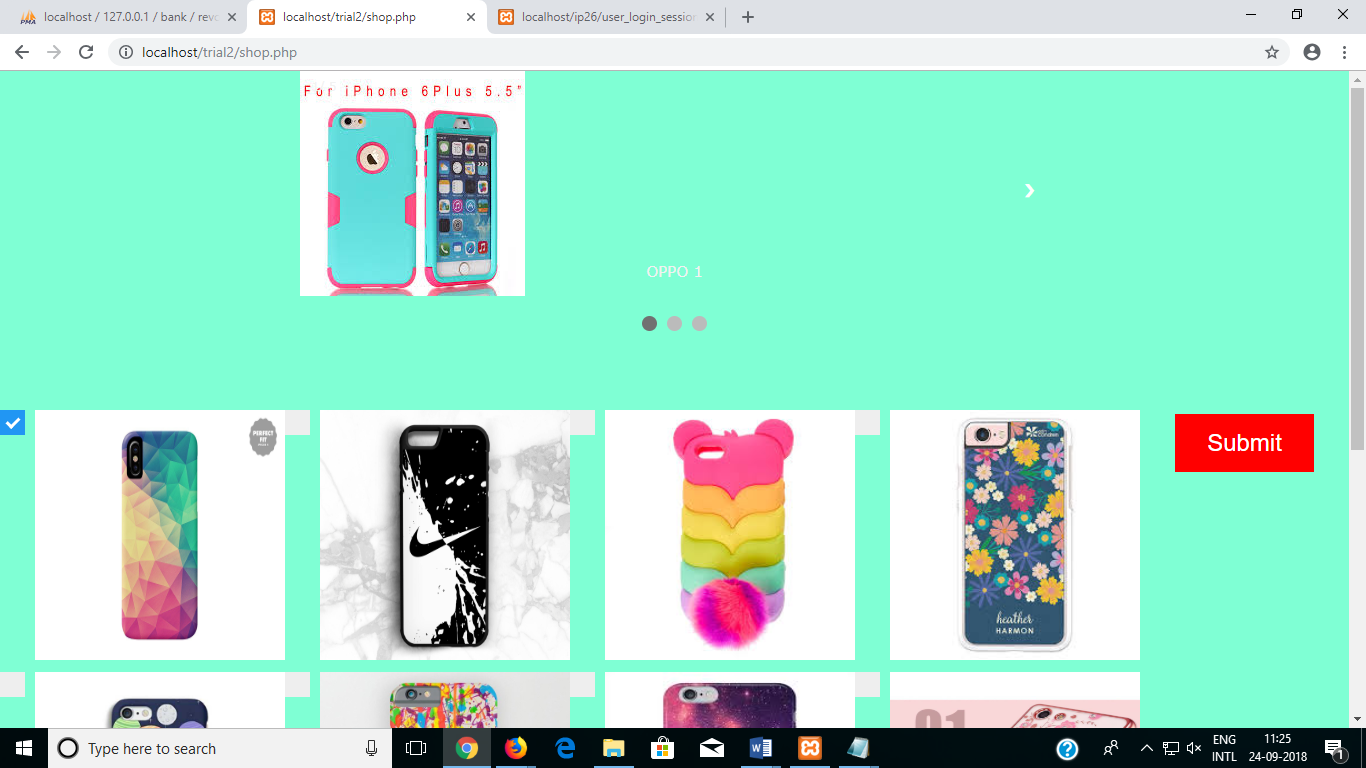 localhost / 127.0.0.1 / bank / revo
localhost/trial2/shop.php
localhost/ip26/user_login_session
localhost/trial2/shop.php
For iPhone 6Plus 5.5"
OPPO 1
PERFECT
FIT
Submit
heather
HARMON
01
Type here to search
ENG
INTL
11:25
24-09-2018
1